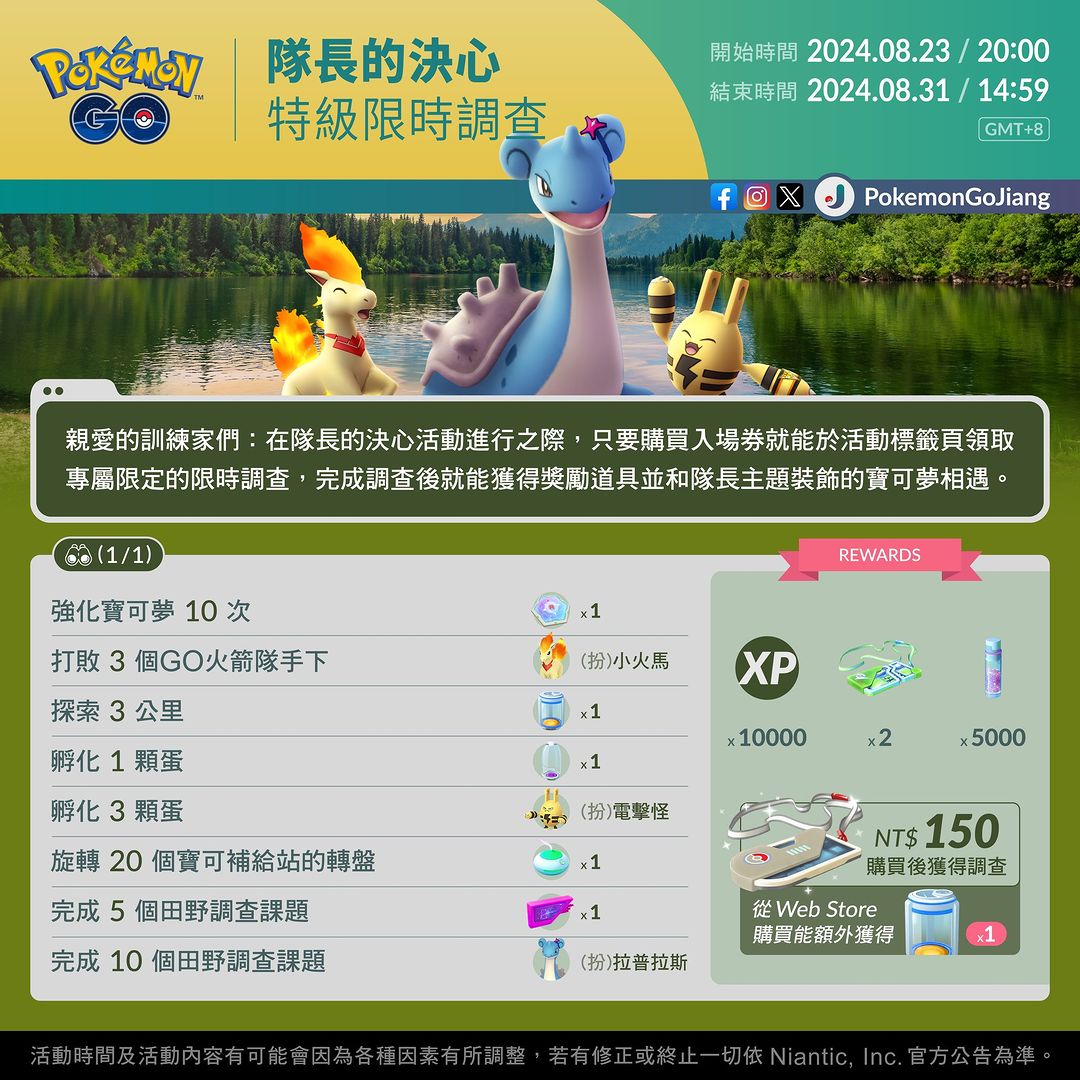 POKéMON
GO
TM
隊長的決心
特級限時調查
開始時間 2024.08.23 / 20:00
結束時間 2024.08.31 / 14:59
GMT+8
PokemonGoJiang
親愛的訓練家們：在隊長的決心活動進行之際，只要購買入場券就能於活動標籤頁領取
專屬限定的限時調查，完成調查後就能獲得獎勵道具並和隊長主題裝飾的寶可夢相遇。
(1/1)
強化寶可夢 10 次 x1
打敗 3 個GO火箭隊手下 (扮)小火馬
探索 3 公里 x1
孵化 1 顆蛋 x1
孵化 3 顆蛋 (扮)電擊怪
旋轉 20 個寶可補給站的轉盤 x1
完成 5 個田野調查課題 x1
完成 10 個田野調查課題 (扮)拉普拉斯
REWARDS
XP
x10000 x2 x5000
NT$ 150
購買後獲得調查
從 Web Store
購買能額外獲得 x1
活動時間及活動內容有可能會因為各種因素有所調整，若有修正或終止一切依 Niantic, Inc. 官方公告為準。